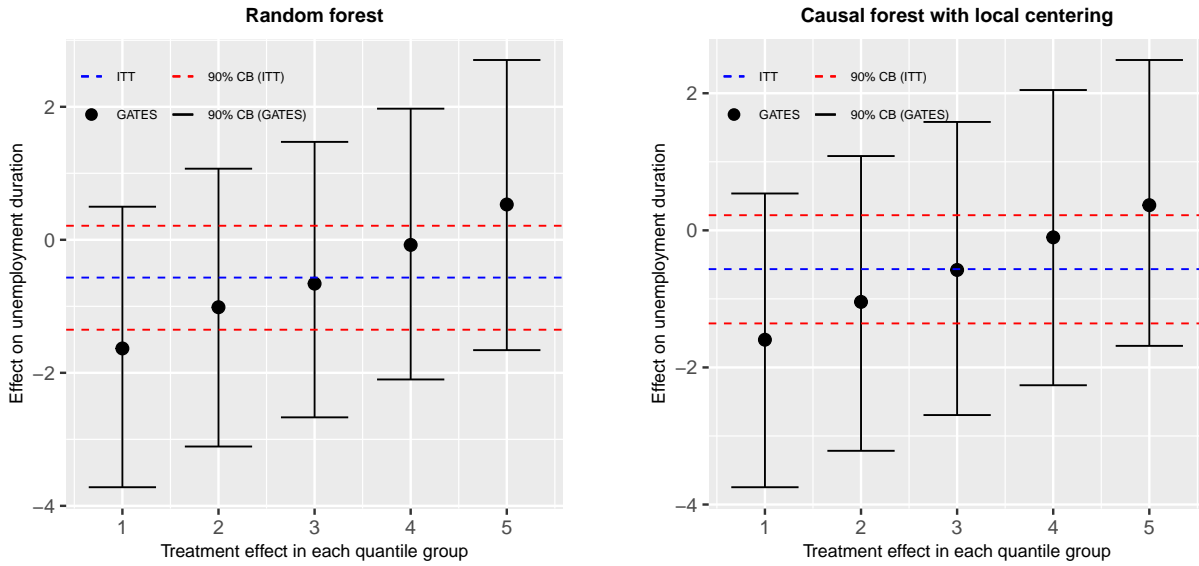 Random forest
Effect on unemployment duration
ITT
90% CB (ITT)
GATES
90% CB (GATES)
2
0
−2
−4
1 2 3 4 5
Treatment effect in each quantile group
Causal forest with local centering
Effect on unemployment duration
ITT
90% CB (ITT)
GATES
90% CB (GATES)
2
0
−2
−4
1 2 3 4 5
Treatment effect in each quantile group